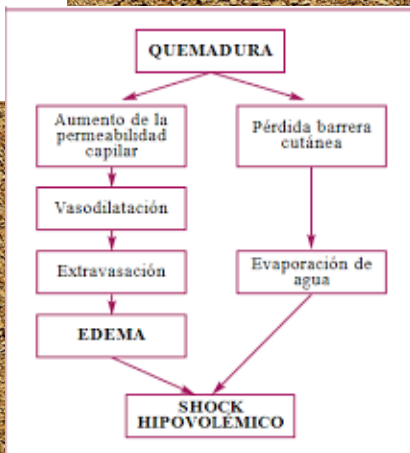 QUEMADURA
Aumento de la
permeabilidad
capilar
Pérdida barrera
cutánea
Vasodilatación
Extravasación
Evaporación de
agua
EDEMA
SHOCK
HIPOVOLÉMICO